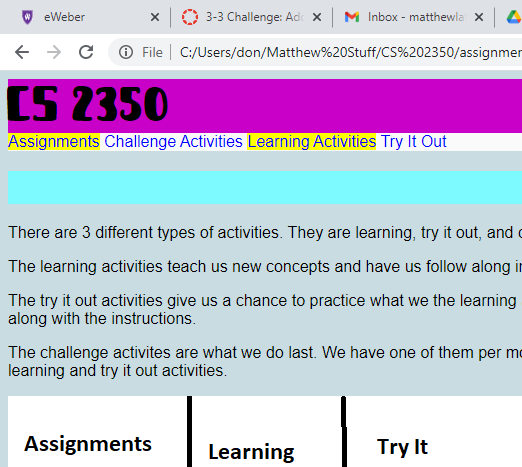 eWeber
3-3 Challenge: Add
Inbox - matthewla
File
C:/Users/don/Matthew%20Stuff/CS%202350/assignmen
CS 2350
Assignments Challenge Activities Learning Activities Try It Out
There are 3 different types of activities. They are learning, try it out, and
The learning activities teach us new concepts and have us follow along
The try it out activities give us a chance to practice what we the learning
along with the instructions.
The challenge activites are what we do last. We have one of them per
learning and try it out activities.
Assignments
Learning
Try It